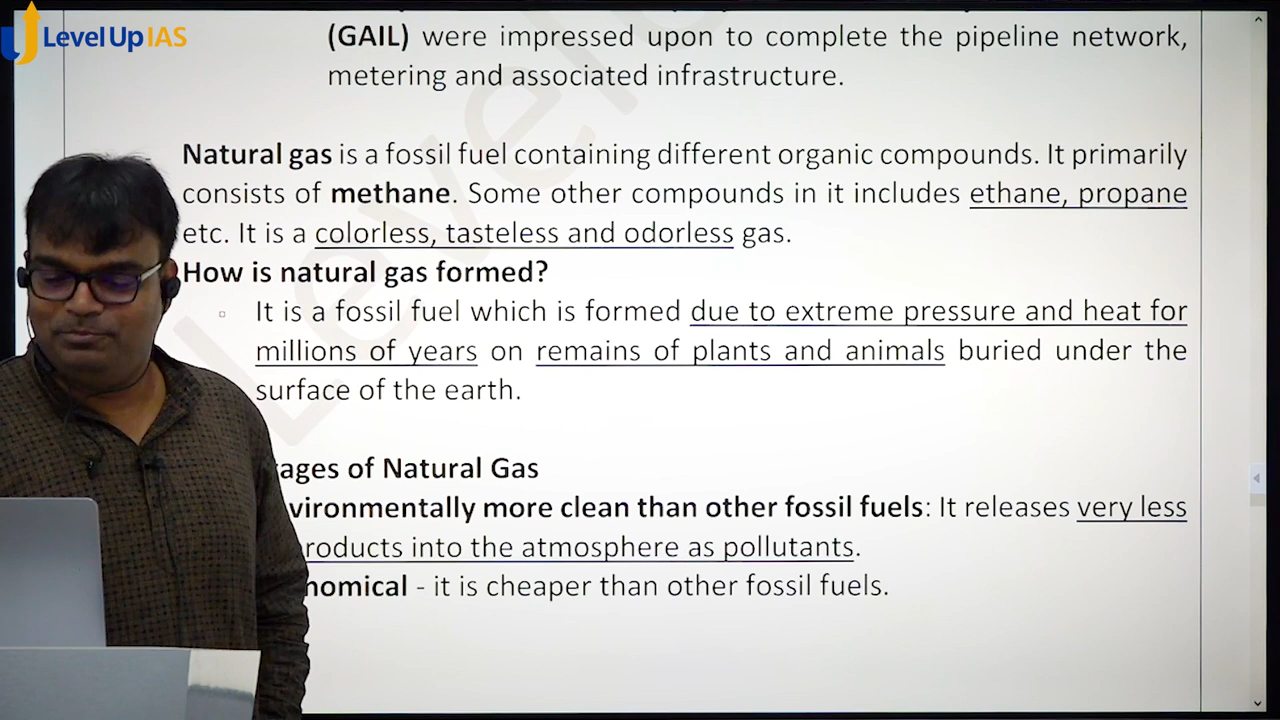 Level Up IAS
(GAIL) were impressed upon to complete the pipeline network,
metering and associated infrastructure.
Natural gas is a fossil fuel containing different organic compounds. It primarily
consists of methane. Some other compounds in it includes ethane, propane
etc. It is a colorless, tasteless and odorless gas.
How is natural gas formed?
It is a fossil fuel which is formed due to extreme pressure and heat for
millions of years on remains of plants and animals buried under the
surface of the earth.
of Natural Gas
more clean than other fossil fuels: It releases very less
into the atmosphere as pollutants.
- it is cheaper than other fossil fuels.